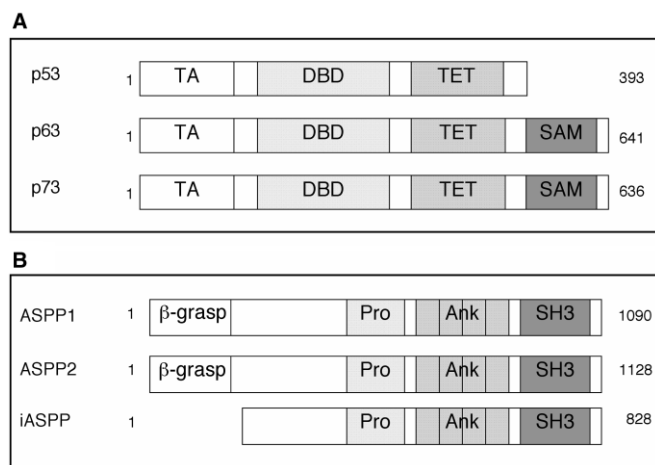 A
p53 1 TA DBD TET 393
p63 1 TA DBD TET SAM 641
p73 1 TA DBD TET SAM 636
B
ASPP1 1 β-grasp Pro Ank SH3 1090
ASPP2 1 β-grasp Pro Ank SH3 1128
iASPP 1 Pro Ank SH3 828